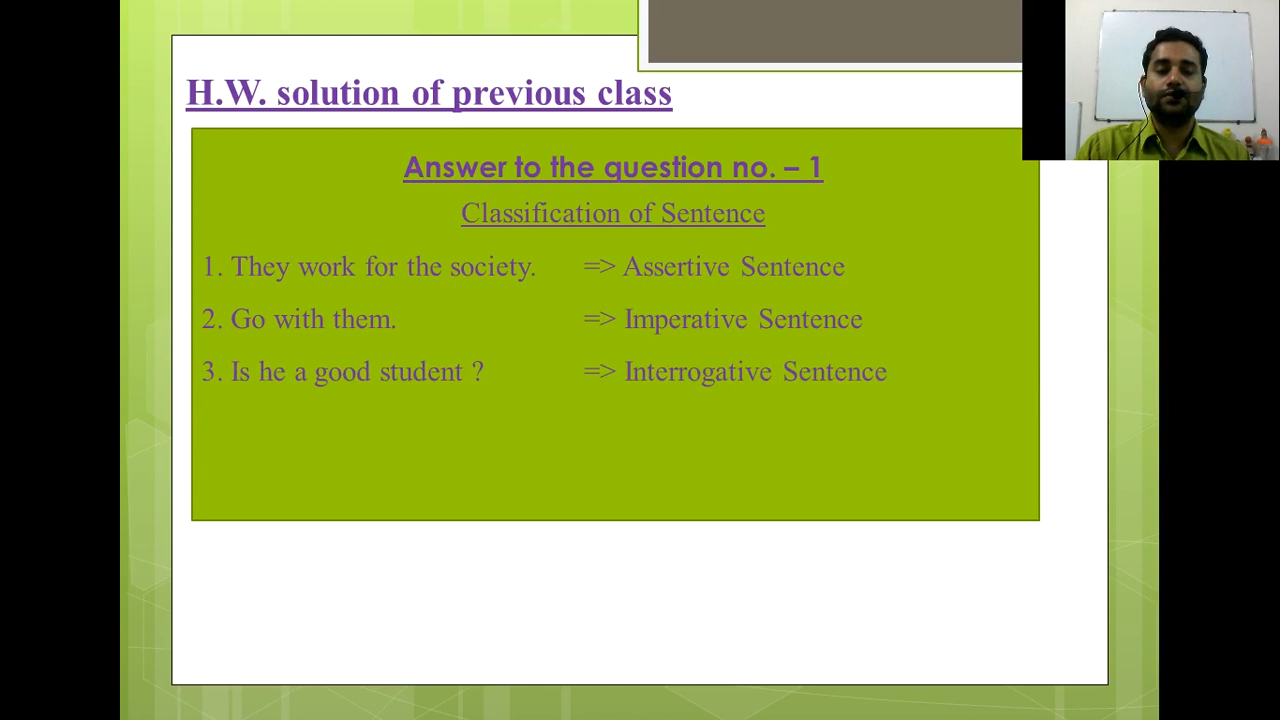 H.W. solution of previous class
Answer to the question no. – 1
Classification of Sentence
1. They work for the society. => Assertive Sentence
2. Go with them. => Imperative Sentence
3. Is he a good student ? => Interrogative Sentence